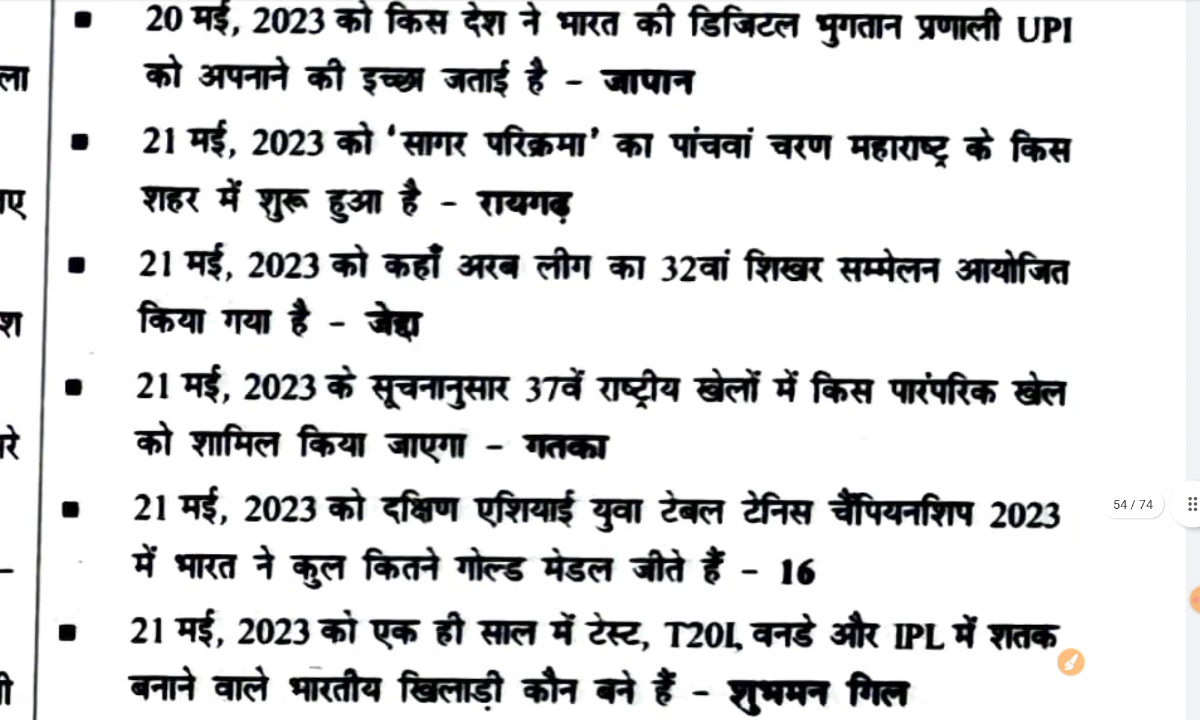 20 मई, 2023 को किस देश ने भारत की डिजिटल भुगतान प्रणाली UPI
को अपनाने की इच्छा जताई है - जापान
ला
21 मई, 2023 को 'सागर परिक्रमा' का पांचवां चरण महाराष्ट्र के किस
शहर में शुरू हुआ है - रायगढ़
21 मई, 2023 को कहाँ अरब लीग का 32वां शिखर सम्मेलन आयोजित
किया गया है - जेद्दा
श
21 मई, 2023 के सूचनानुसार 37वें राष्ट्रीय खेलों में किस पारंपरिक खेल
को शामिल किया जाएगा - गतका
रे
21 मई, 2023 को दक्षिण एशियाई युवा टेबल टेनिस चैंपियनशिप 2023
54 / 74
में भारत ने कुल कितने गोल्ड मेडल जीते हैं - 16
21 मई, 2023 को एक ही साल में टेस्ट, T20I, वनडे और IPL में शतक
बनाने वाले भारतीय खिलाड़ी कौन बने हैं - शुभमन गिल